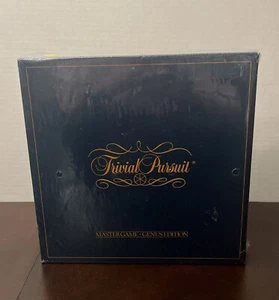 Trivial Pursuit®
MASTER GAME - GENUS EDITION